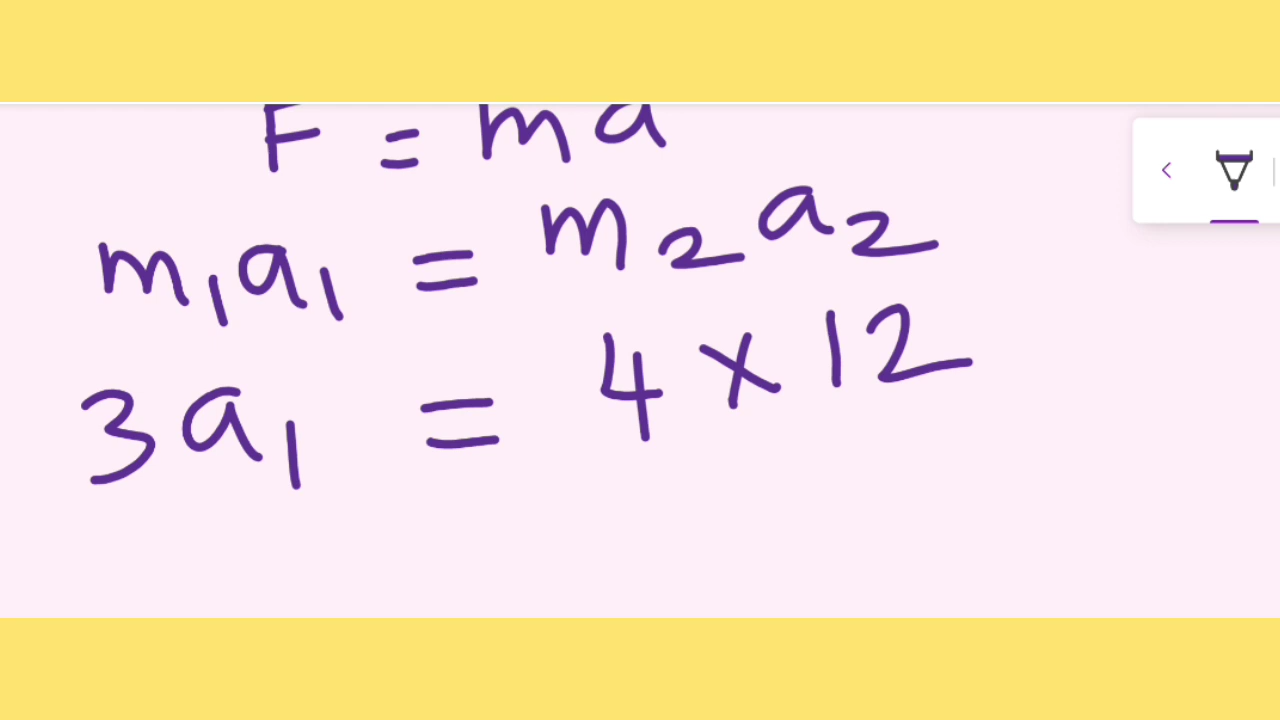 F = ma
m₁a₁ = m₂a₂
3a₁ = 4 × 12